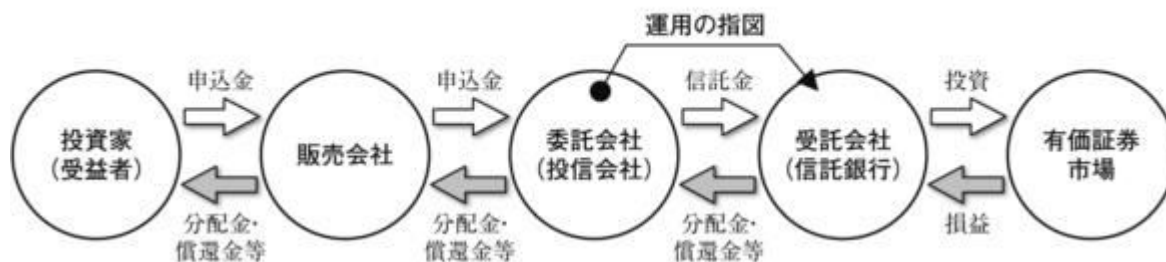 運用の指図
申込金
申込金
信託金
投資
投資家
(受益者)
販売会社
委託会社
(投信会社)
受託会社
(信託銀行)
有価証券
市場
分配金・
償還金等
分配金・
償還金等
分配金・
償還金等
損益